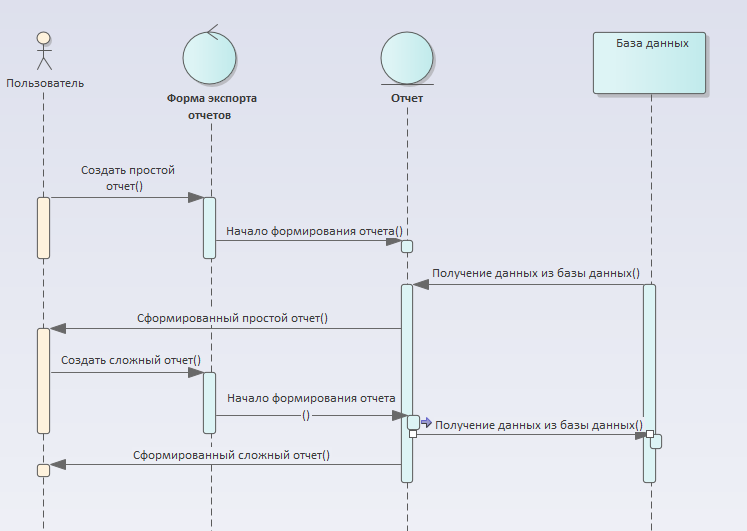 Пользователь
Форма экспорта
отчетов
Отчет
База данных
Создать простой
отчет()
Начало формирования отчета()
Получение данных из базы данных()
Сформированный простой отчет()
Создать сложный отчет()
Начало формирования отчета
()
Получение данных из базы данных()
Сформированный сложный отчет()